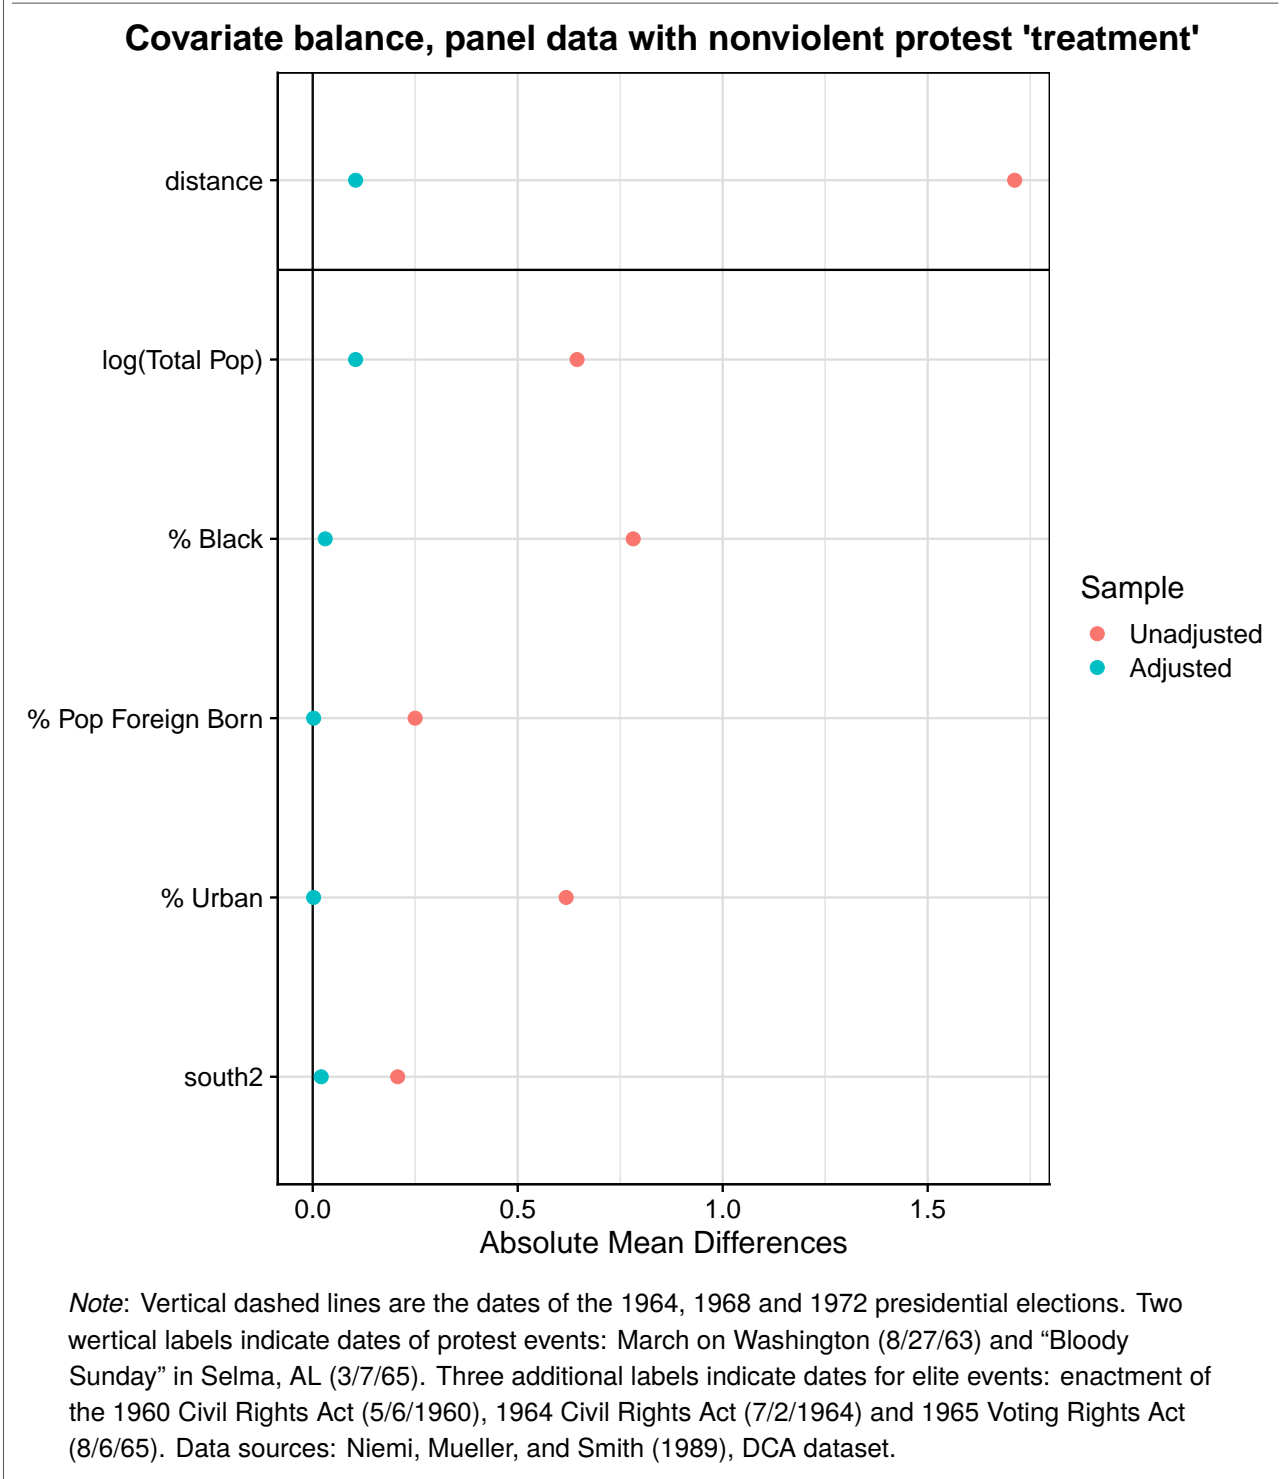 Covariate balance, panel data with nonviolent protest 'treatment'
distance
log(Total Pop)
% Black
% Pop Foreign Born
% Urban
south2
Sample
Unadjusted
Adjusted
0.0 0.5 1.0 1.5
Absolute Mean Differences
Note: Vertical dashed lines are the dates of the 1964, 1968 and 1972 presidential elections. Two
wertical labels indicate dates of protest events: March on Washington (8/27/63) and “Bloody
Sunday” in Selma, AL (3/7/65). Three additional labels indicate dates for elite events: enactment of
the 1960 Civil Rights Act (5/6/1960), 1964 Civil Rights Act (7/2/1964) and 1965 Voting Rights Act
(8/6/65). Data sources: Niemi, Mueller, and Smith (1989), DCA dataset.